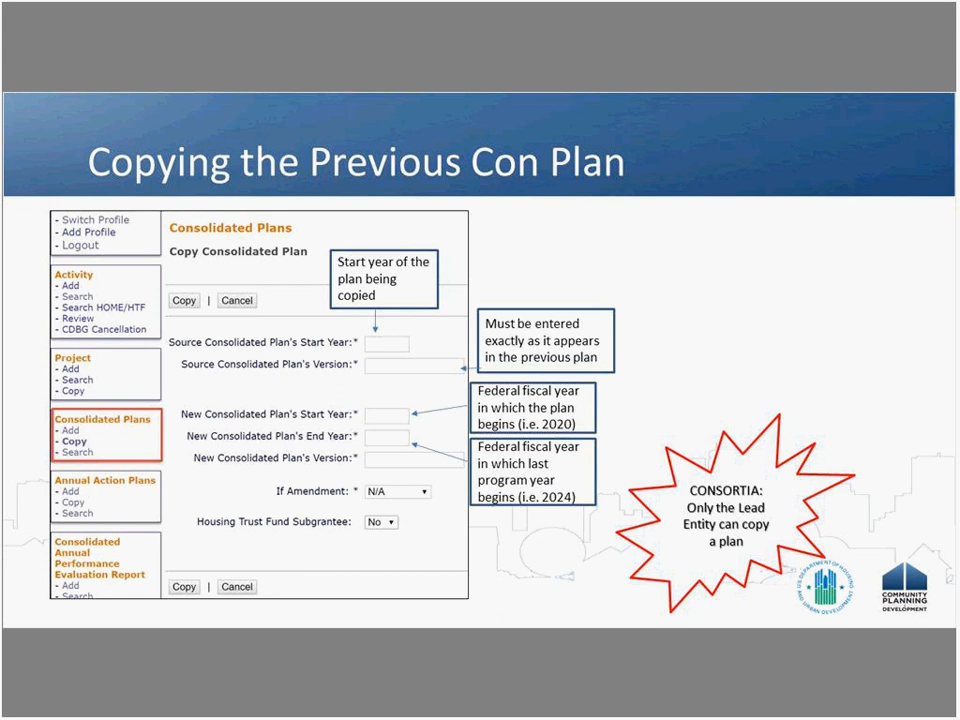 Copying the Previous Con Plan
- Switch Profile
- Add Profile
- Logout
Activity
- Add
- Search
- Search HOME/HTF
- Review
- CDBG Cancellation
Project
- Add
- Search
- Copy
Consolidated Plans
- Add
- Copy
- Search
Annual Action Plans
- Add
- Copy
- Search
Consolidated
Annual
Performance
Evaluation Report
- Add
- Search
Consolidated Plans
Copy Consolidated Plan
Copy | Cancel
Source Consolidated Plan's Start Year:*
Source Consolidated Plan's Version:*
New Consolidated Plan's Start Year:*
New Consolidated Plan's End Year:*
New Consolidated Plan's Version:*
If Amendment: * N/A
Housing Trust Fund Subgrantee: No
Copy | Cancel
Start year of the
plan being
copied
Must be entered
exactly as it appears
in the previous plan
Federal fiscal year
in which the plan
begins (i.e. 2020)
Federal fiscal year
in which last
program year
begins (i.e. 2024)
CONSORTIA:
Only the Lead
Entity can copy
a plan
U.S. DEPARTMENT OF HOUSING
AND URBAN DEVELOPMENT
COMMUNITY
PLANNING
DEVELOPMENT